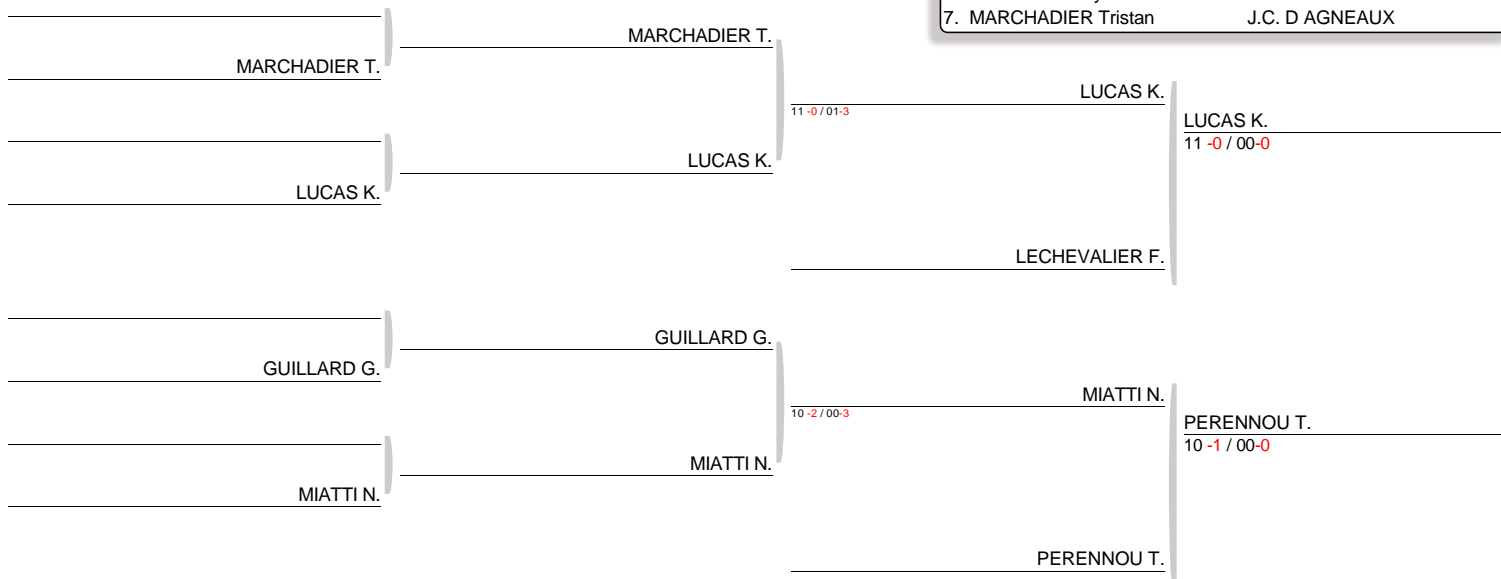 7. MARCHADIER Tristan J.C. D AGNEAUX
MARCHADIER T.
MARCHADIER T.
LUCAS K.
11 -0 / 01-3
LUCAS K.
11 -0 / 00-0
LUCAS K.
LUCAS K.
LECHEVALIER F.
GUILLARD G.
GUILLARD G.
MIATTI N.
10 -2 / 00-3
PERENNOU T.
10 -1 / 00-0
MIATTI N.
MIATTI N.
PERENNOU T.